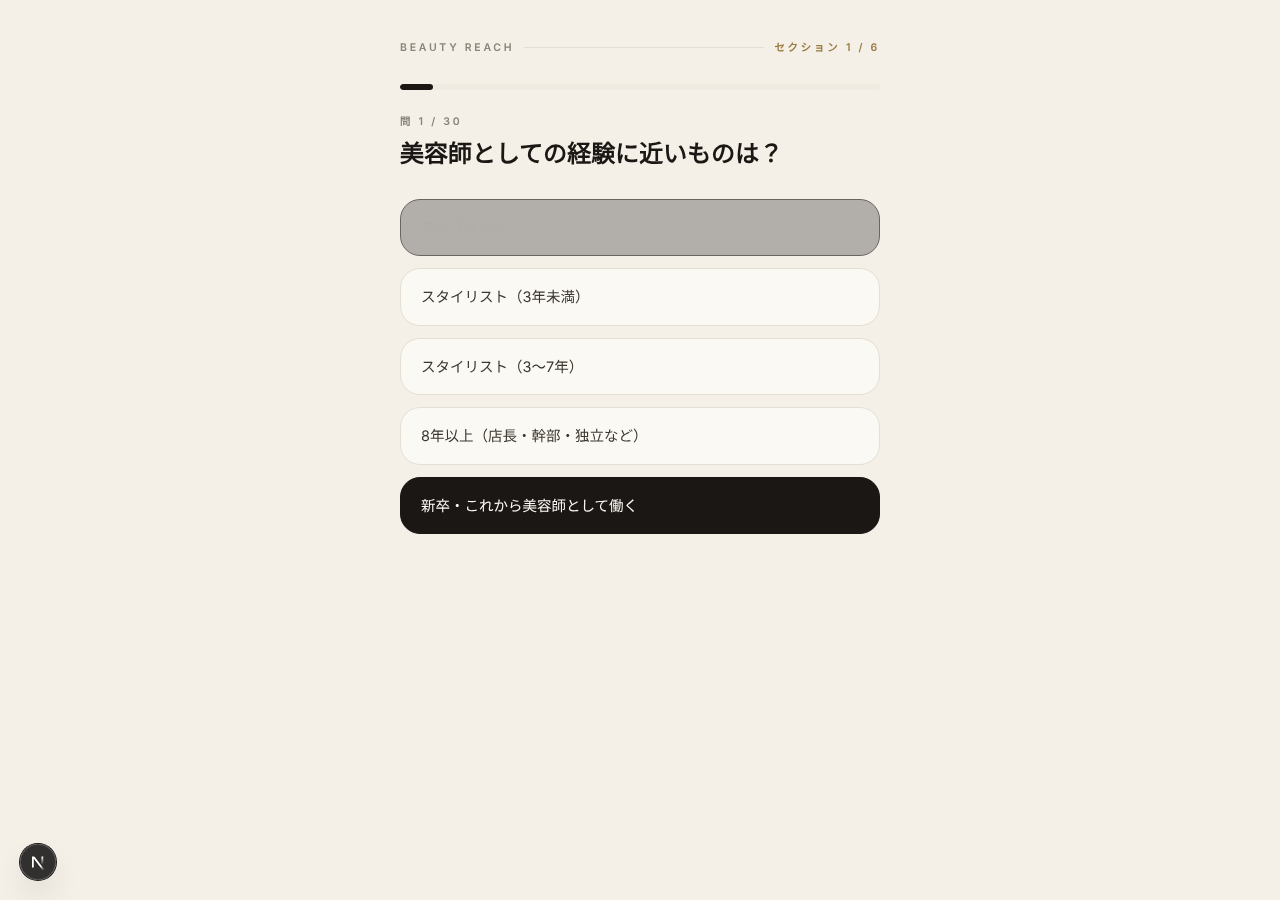 BEAUTY REACH
セクション 1 / 6
問 1 / 30
美容師としての経験に近いものは？
スタイリスト（3年未満）
スタイリスト（3〜7年）
8年以上（店長・幹部・独立など）
新卒・これから美容師として働く
N